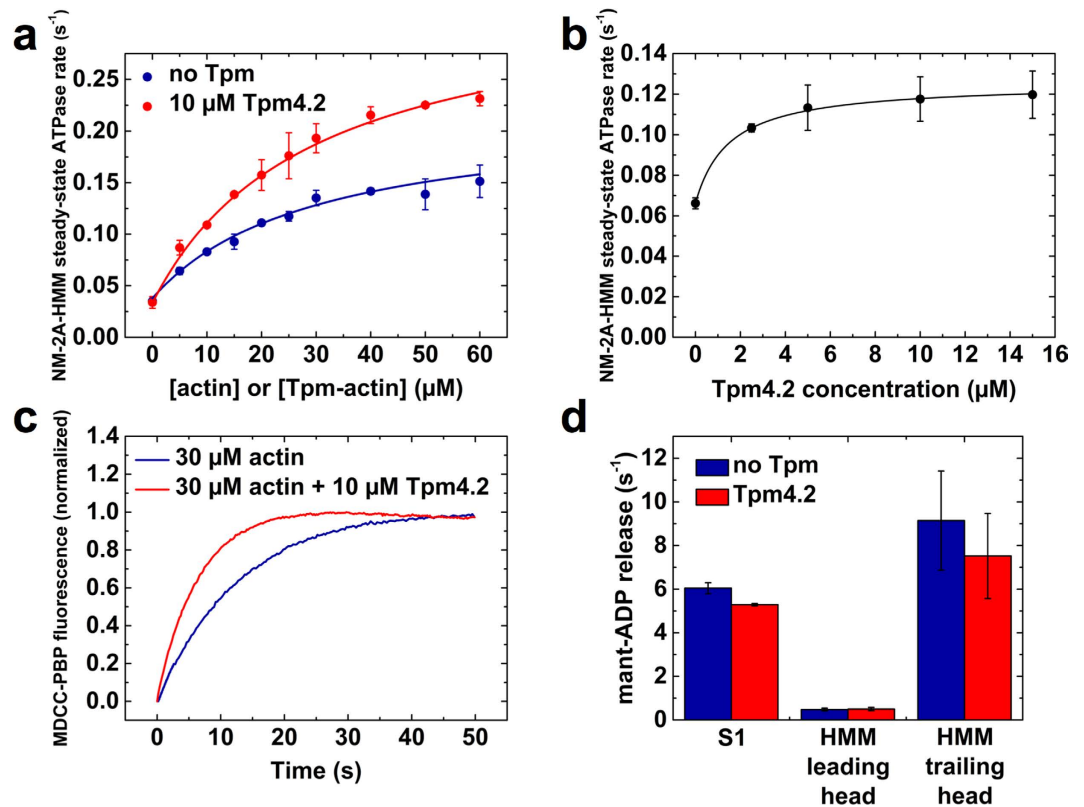 a
NM-2A-HMM steady-state ATPase rate (s-1)
0.25
0.20
0.15
0.10
0.05
0.00
no Tpm
10 µM Tpm4.2
0 10 20 30 40 50 60
[actin] or [Tpm-actin] (µM)
b
NM-2A-HMM steady-state ATPase rate (s-1)
0.14
0.12
0.10
0.08
0.06
0.04
0.02
0.00
0 2 4 6 8 10 12 14 16
Tpm4.2 concentration (µM)
c
MDCC-PBP fluorescence (normalized)
1.4
1.2
1.0
0.8
0.6
0.4
0.2
0.0
30 µM actin
30 µM actin + 10 µM Tpm4.2
0 10 20 30 40 50
Time (s)
d
mant-ADP release (s-1)
12
10
8
6
4
2
0
no Tpm
Tpm4.2
S1 HMM HMM
leading trailing
head head